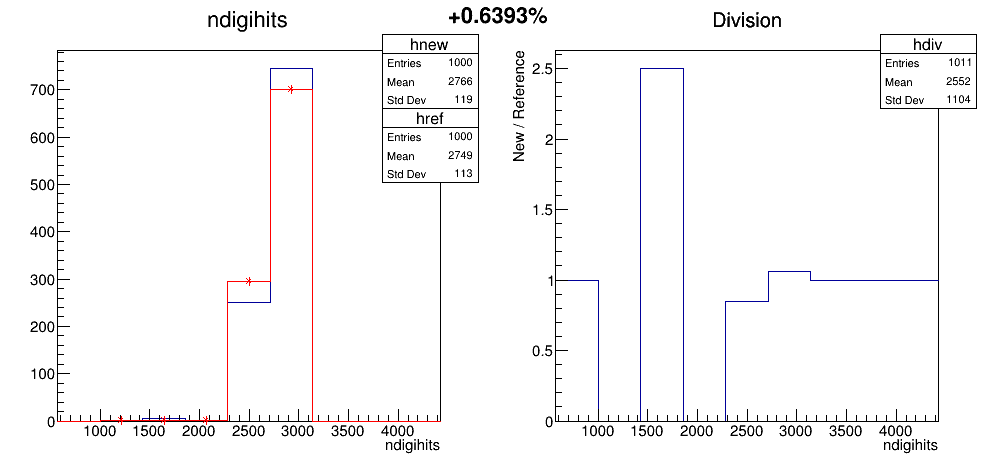 +0.6393%
ndigihits
hnew
Entries 1000
Mean 2766
Std Dev 119
href
Entries 1000
Mean 2749
Std Dev 113
700
600
500
400
300
200
100
0
1000 1500 2000 2500 3000 3500 4000
ndigihits
Division
hdiv
Entries 1011
Mean 2552
Std Dev 1104
New / Reference
2.5
2
1.5
1
0.5
0
1000 1500 2000 2500 3000 3500 4000
ndigihits